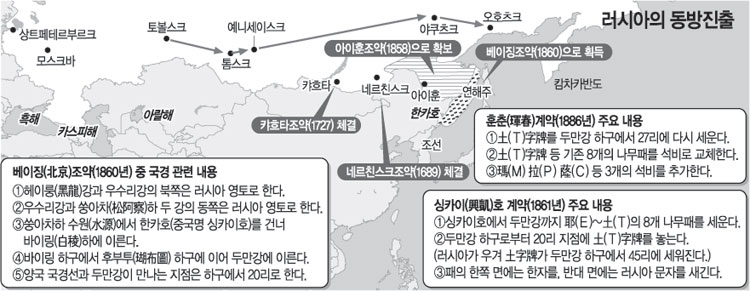 러시아의 동방진출
상트페테르부르크
모스크바
토볼스크
톰스크
예니세이스크
야쿠츠크
오호츠크
아이훈조약(1858)으로 확보
베이징조약(1860)으로 획득
캬흐타
네르친스크
아이훈
연해주
한카호
캄차카반도
흑해
카스피해
아랄해
캬흐타조약(1727) 체결
조선
네르친스크조약(1689) 체결
베이징(北京)조약(1860년) 중 국경 관련 내용
①헤이룽(黑龍)강과 우수리강의 북쪽은 러시아 영토로 한다.
②우수리강과 쑹아차(松阿察)하 두 강의 동쪽은 러시아 영토로 한다.
③쑹아차하 수원(水源)에서 한카호(중국명 싱카이호)를 건너
바이링(白稜)하에 이른다.
④바이링 하구에서 후부투(瑚布圖) 하구에 이어 두만강에 이른다.
⑤양국 국경선과 두만강이 만나는 지점은 하구에서 20리로 한다.
훈춘(琿春)계약(1886년) 주요 내용
①土(T)字牌를 두만강 하구에서 27리에 다시 세운다.
②土(T)字牌 등 기존 8개의 나무패를 석비로 교체한다.
③瑪(M) 拉(P) 薩(C) 등 3개의 석비를 추가한다.
싱카이(興凱)호 계약(1861년) 주요 내용
①싱카이호에서 두만강까지 耶(E)~土(T)의 8개 나무패를 세운다.
②두만강 하구로부터 20리 지점에 土(T)字牌를 놓는다.
(러시아가 우겨 土字牌가 두만강 하구에서 45리에 세워진다.)
③패의 한쪽 면에는 한자를, 반대 면에는 러시아 문자를 새긴다.